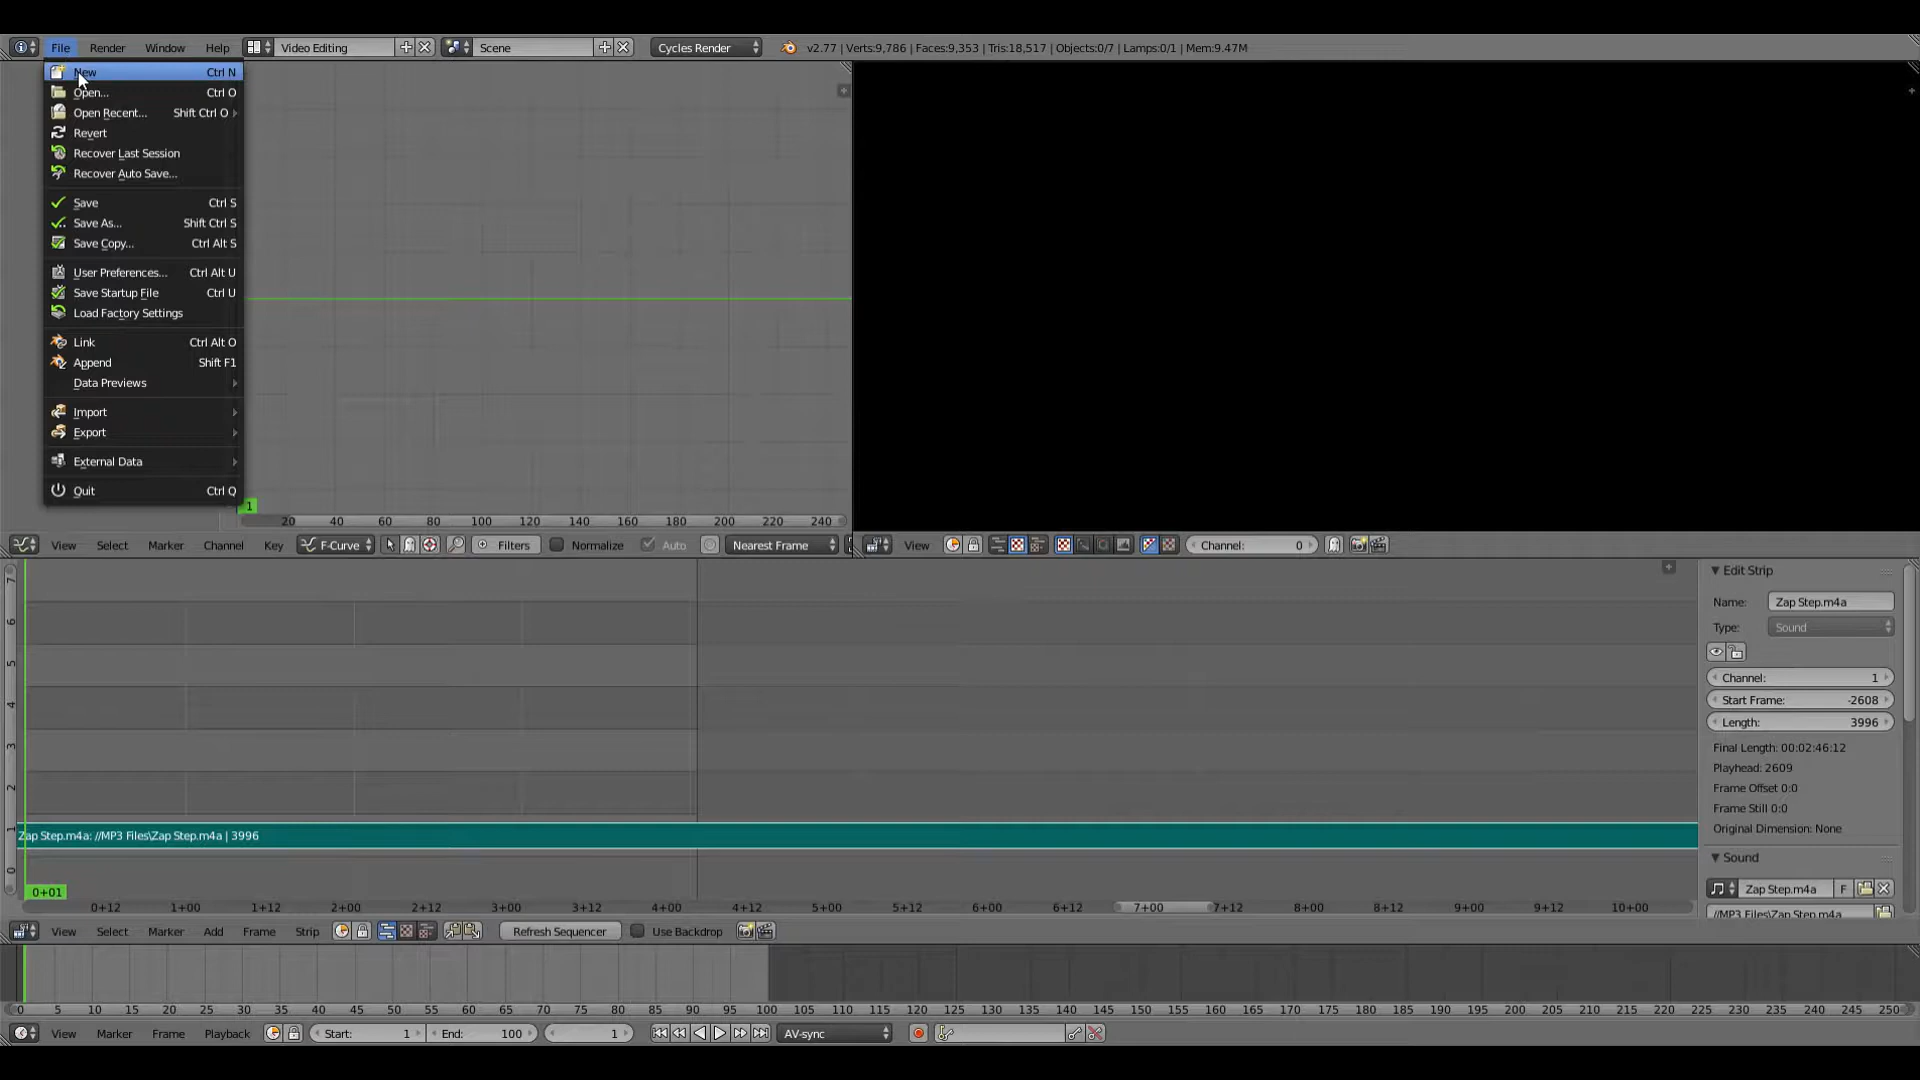 File Render Window Help Video Editing Scene Cycles Render v2.77 | Verts:9,786 | Faces:9,353 | Tris:18,517 | Objects:0/7 | Lamps:0/1 | Mem:9.47M
New Ctrl N
Open... Ctrl O
Open Recent... Shift Ctrl O
Revert
Recover Last Session
Recover Auto Save...
Save Ctrl S
Save As... Shift Ctrl S
Save Copy... Ctrl Alt S
User Preferences... Ctrl Alt U
Save Startup File Ctrl U
Load Factory Settings
Link Ctrl Alt O
Append Shift F1
Data Previews
Import
Export
External Data
Quit Ctrl Q
1
20 40 60 80 100 120 140 160 180 200 220 240
View Select Marker Channel Key F-Curve Filters Normalize Auto Nearest Frame View Channel: 0
7
6
5
4
3
2
1
0
Zap Step.m4a: //MP3 Files\Zap Step.m4a | 3996
0+01
0+12 1+00 1+12 2+00 2+12 3+00 3+12 4+00 4+12 5+00 5+12 6+00 6+12 7+00 7+12 8+00 8+12 9+00 9+12 10+00
Edit Strip
Name: Zap Step.m4a
Type: Sound
Channel: 1
Start Frame: -2608
Length: 3996
Final Length: 00:02:46:12
Playhead: 2609
Frame Offset 0:0
Frame Still 0:0
Original Dimension: None
Sound
Zap Step.m4a F
//MP3 Files\Zap Step.m4a
View Select Marker Add Frame Strip Refresh Sequencer Use Backdrop
0 5 10 15 20 25 30 35 40 45 50 55 60 65 70 75 80 85 90 95 100 105 110 115 120 125 130 135 140 145 150 155 160 165 170 175 180 185 190 195 200 205 210 215 220 225 230 235 240 245 250
View Marker Frame Playback Start: 1 End: 100 1 AV-sync